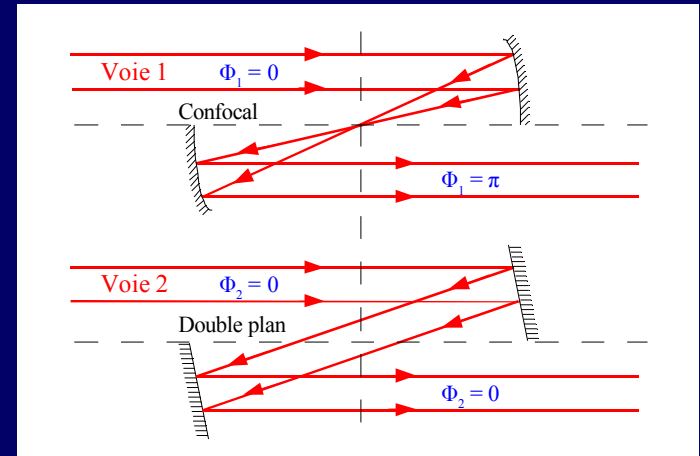 Voie 1 Φ₁ = 0
Confocal
Φ₁ = π
Voie 2 Φ₂ = 0
Double plan
Φ₂ = 0